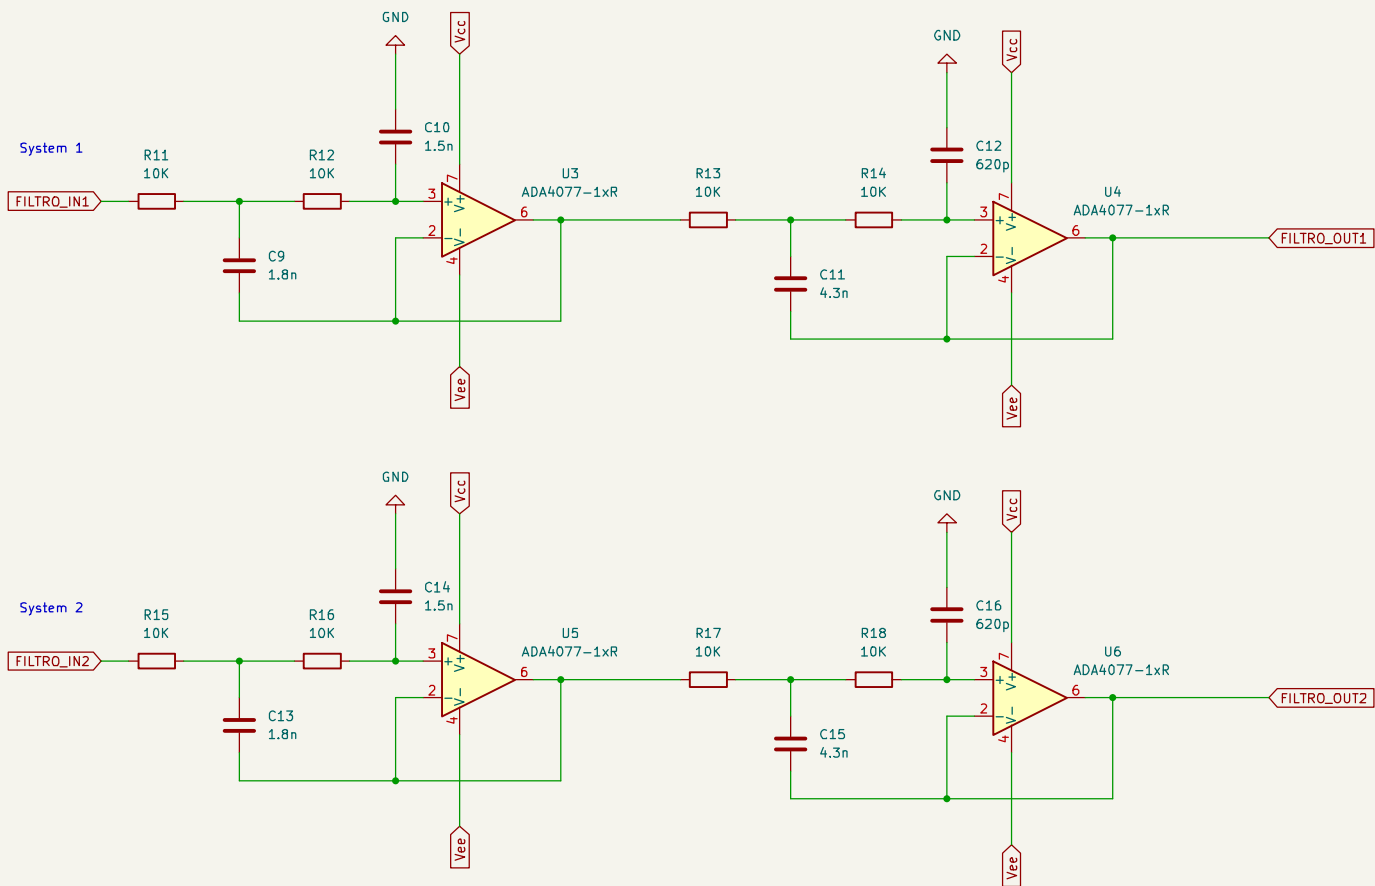 GND
Vcc
GND
Vcc
System 1
R11
10K
R12
10K
C10
1.5n
U3
ADA4077-1xR
R13
10K
R14
10K
C12
620p
U4
ADA4077-1xR
FILTRO_IN1
3
+
V+
7
2
−
V−
4
6
3
+
V+
7
2
−
V−
4
6
FILTRO_OUT1
C9
1.8n
C11
4.3n
Vee
Vee
GND
Vcc
GND
Vcc
System 2
R15
10K
R16
10K
C14
1.5n
U5
ADA4077-1xR
R17
10K
R18
10K
C16
620p
U6
ADA4077-1xR
FILTRO_IN2
3
+
V+
7
2
−
V−
4
6
3
+
V+
7
2
−
V−
4
6
FILTRO_OUT2
C13
1.8n
C15
4.3n
Vee
Vee